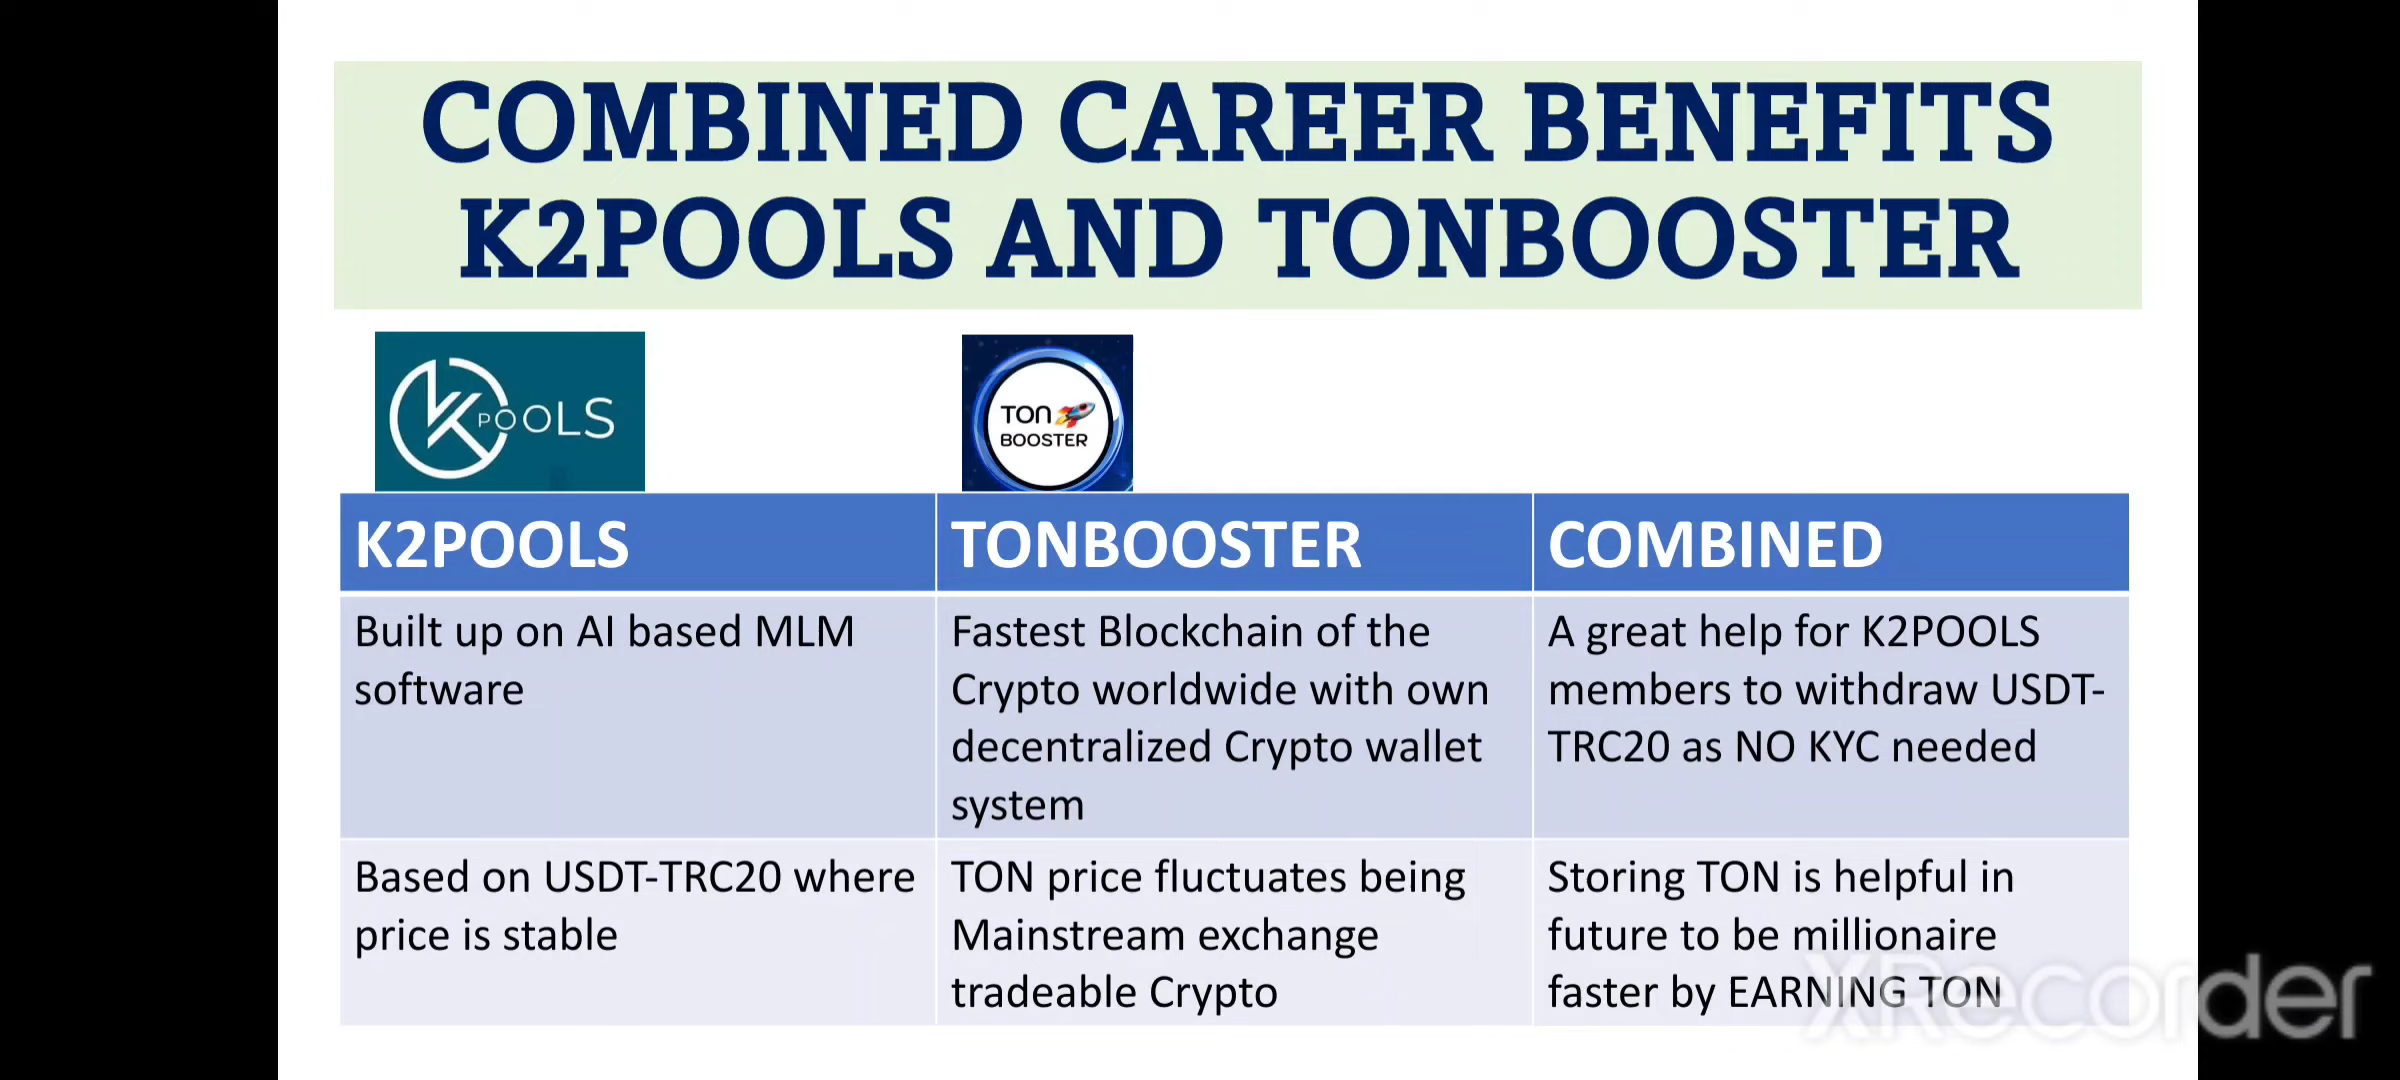 COMBINED CAREER BENEFITS
K2POOLS AND TONBOOSTER
K POOLS
TON
BOOSTER
K2POOLS
TONBOOSTER
COMBINED
Built up on AI based MLM
software
Fastest Blockchain of the
Crypto worldwide with own
decentralized Crypto wallet
system
A great help for K2POOLS
members to withdraw USDT-
TRC20 as NO KYC needed
Based on USDT-TRC20 where
price is stable
TON price fluctuates being
Mainstream exchange
tradeable Crypto
Storing TON is helpful in
future to be millionaire
faster by EARNING TON
XRecorder